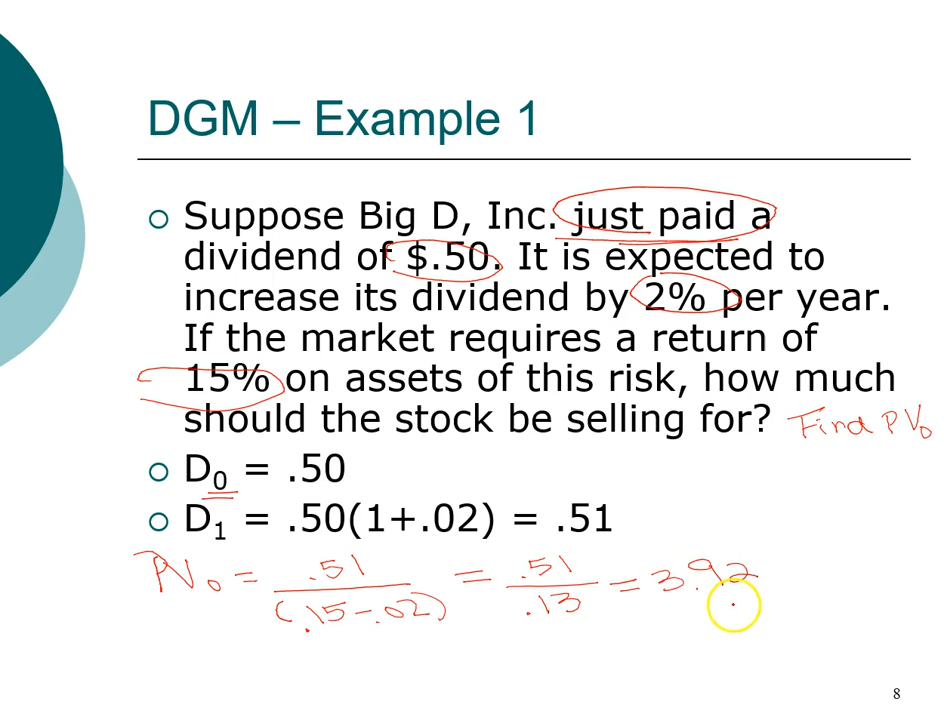 DGM – Example 1
Suppose Big D, Inc. just paid a
dividend of $.50. It is expected to
increase its dividend by 2% per year.
If the market requires a return of
15% on assets of this risk, how much
should the stock be selling for? Find PV₀
D₀ = .50
D₁ = .50(1+.02) = .51
PV₀ = .51 / (.15-.02) = .51 / .13 = 3.92
8